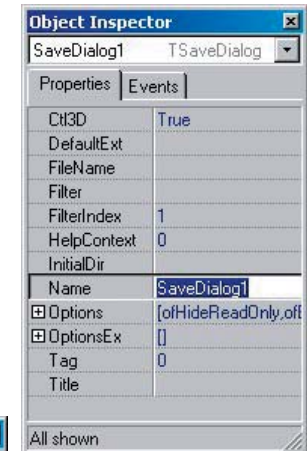 Object Inspector
SaveDialog1 TSaveDialog
Properties Events
Ctl3D True
DefaultExt
FileName
Filter
FilterIndex 1
HelpContext 0
InitialDir
Name SaveDialog1
Options [ofHideReadOnly,ofE
OptionsEx []
Tag 0
Title
All shown